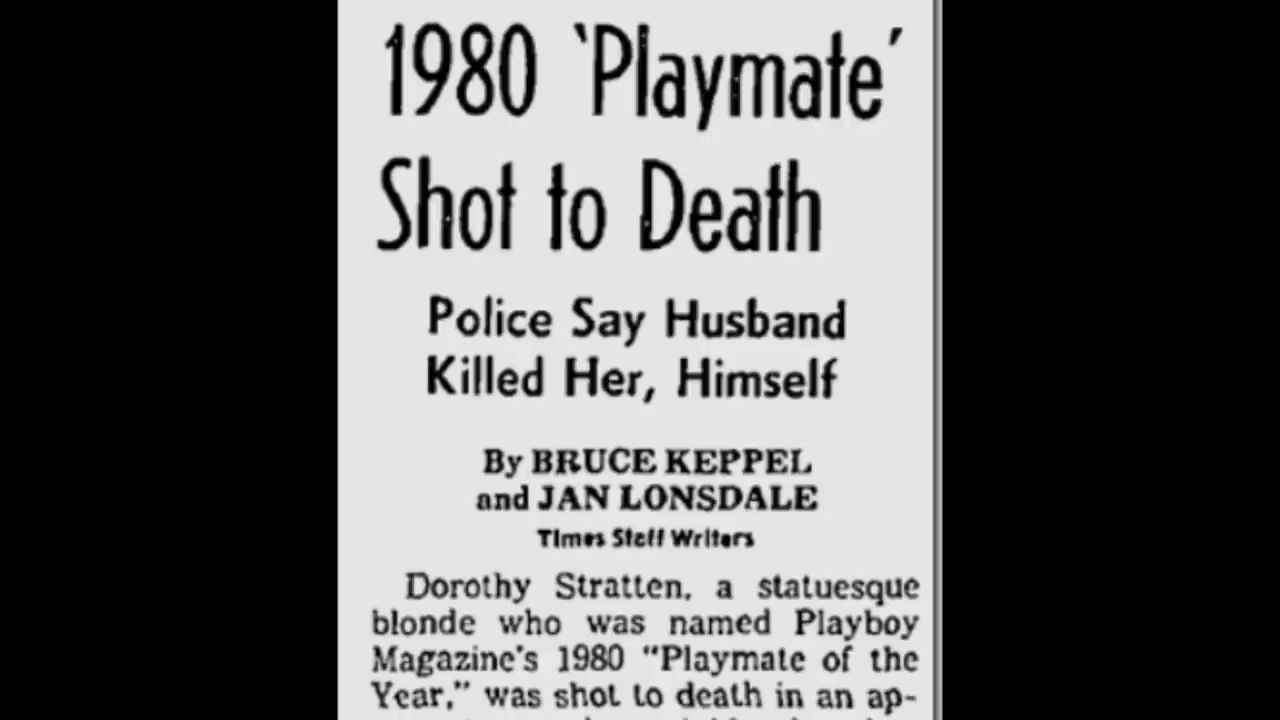 1980 ‘Playmate’
Shot to Death
Police Say Husband
Killed Her, Himself
By BRUCE KEPPEL
and JAN LONSDALE
Times Staff Writers
Dorothy Stratten, a statuesque
blonde who was named Playboy
Magazine's 1980 "Playmate of the
Year," was shot to death in an ap-